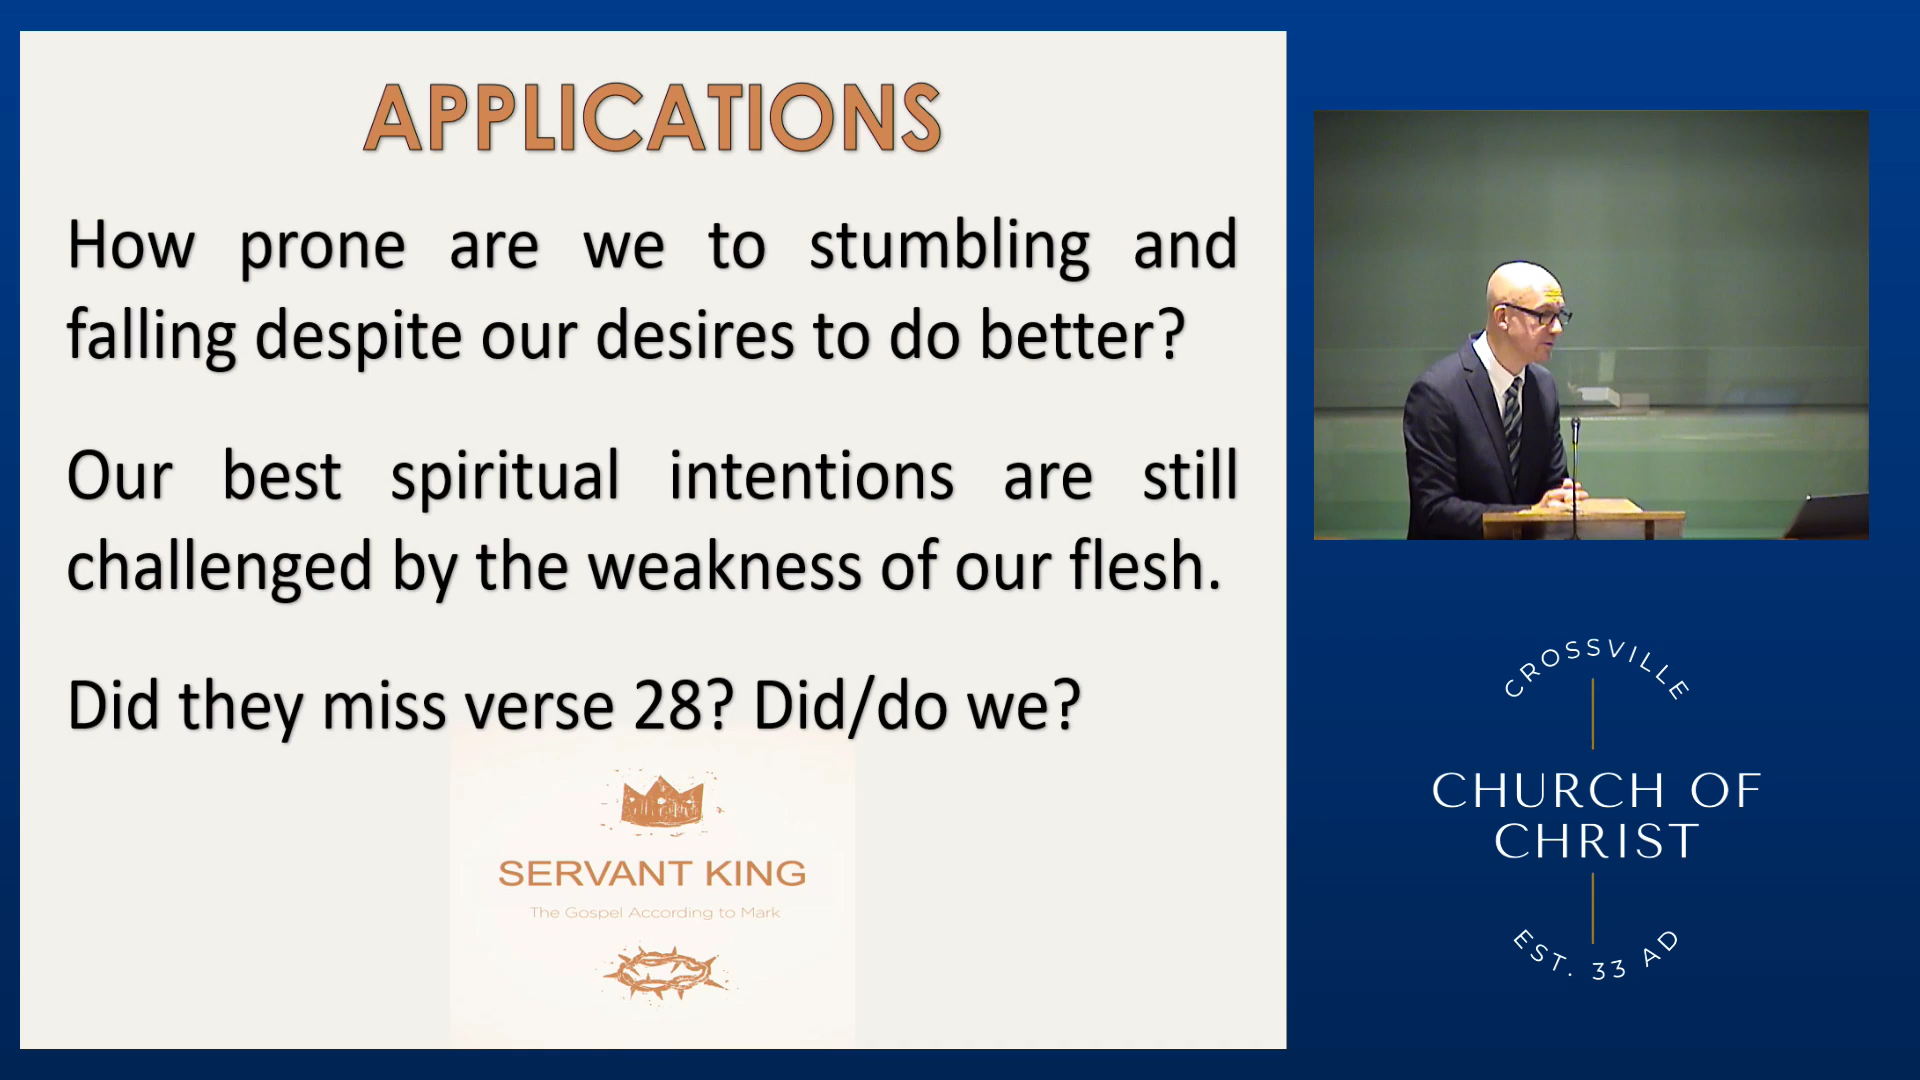 APPLICATIONS
How prone are we to stumbling and
falling despite our desires to do better?
Our best spiritual intentions are still
challenged by the weakness of our flesh.
Did they miss verse 28? Did/do we?
SERVANT KING
The Gospel According to Mark
CROSSVILLE
CHURCH OF
CHRIST
EST. 33 AD